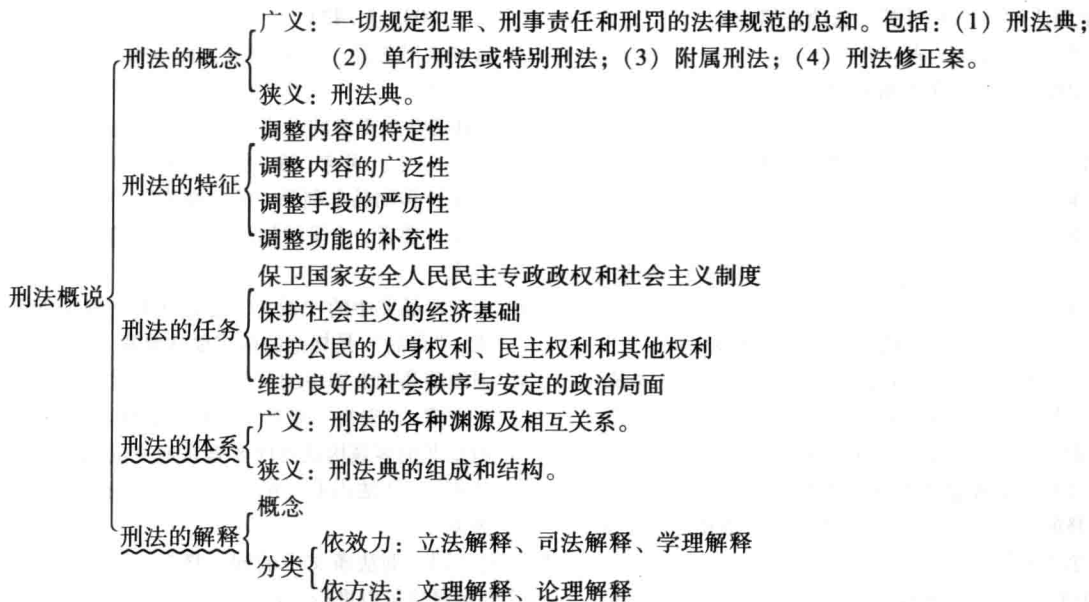 广义：一切规定犯罪、刑事责任和刑罚的法律规范的总和。包括：（1）刑法典；
刑法的概念
（2）单行刑法或特别刑法；（3）附属刑法；（4）刑法修正案。
狭义：刑法典。
调整内容的特定性
调整内容的广泛性
刑法的特征
调整手段的严厉性
调整功能的补充性
保卫国家安全人民民主专政政权和社会主义制度
刑法概说
保护社会主义的经济基础
刑法的任务
保护公民的人身权利、民主权利和其他权利
维护良好的社会秩序与安定的政治局面
广义：刑法的各种渊源及相互关系。
刑法的体系
狭义：刑法典的组成和结构。
概念
刑法的解释
依效力：立法解释、司法解释、学理解释
分类
依方法：文理解释、论理解释